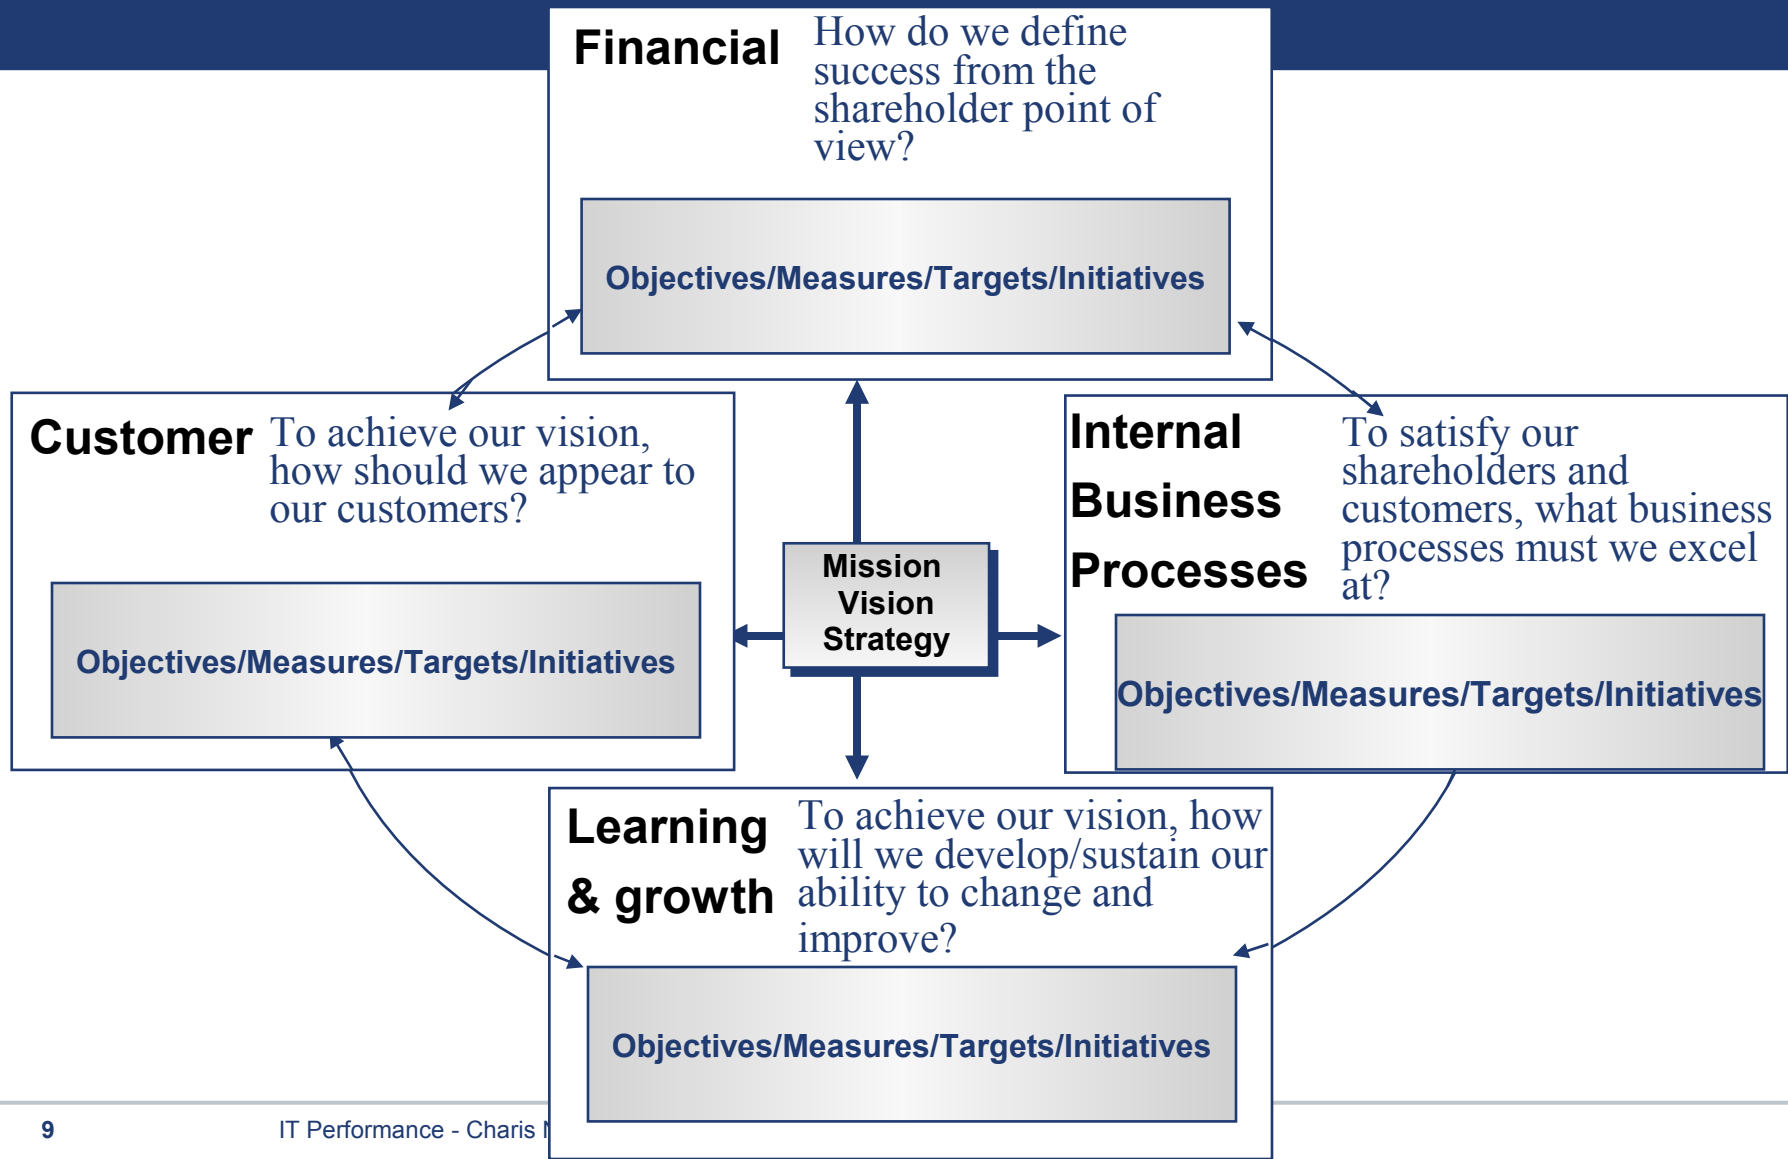 Financial
How do we define
success from the
shareholder point of
view?
Objectives/Measures/Targets/Initiatives
Customer
To achieve our vision,
how should we appear to
our customers?
Objectives/Measures/Targets/Initiatives
Mission
Vision
Strategy
Internal
Business
Processes
To satisfy our
shareholders and
customers, what business
processes must we excel
at?
Objectives/Measures/Targets/Initiatives
Learning
& growth
To achieve our vision, how
will we develop/sustain our
ability to change and
improve?
Objectives/Measures/Targets/Initiatives
9
IT Performance - Charis